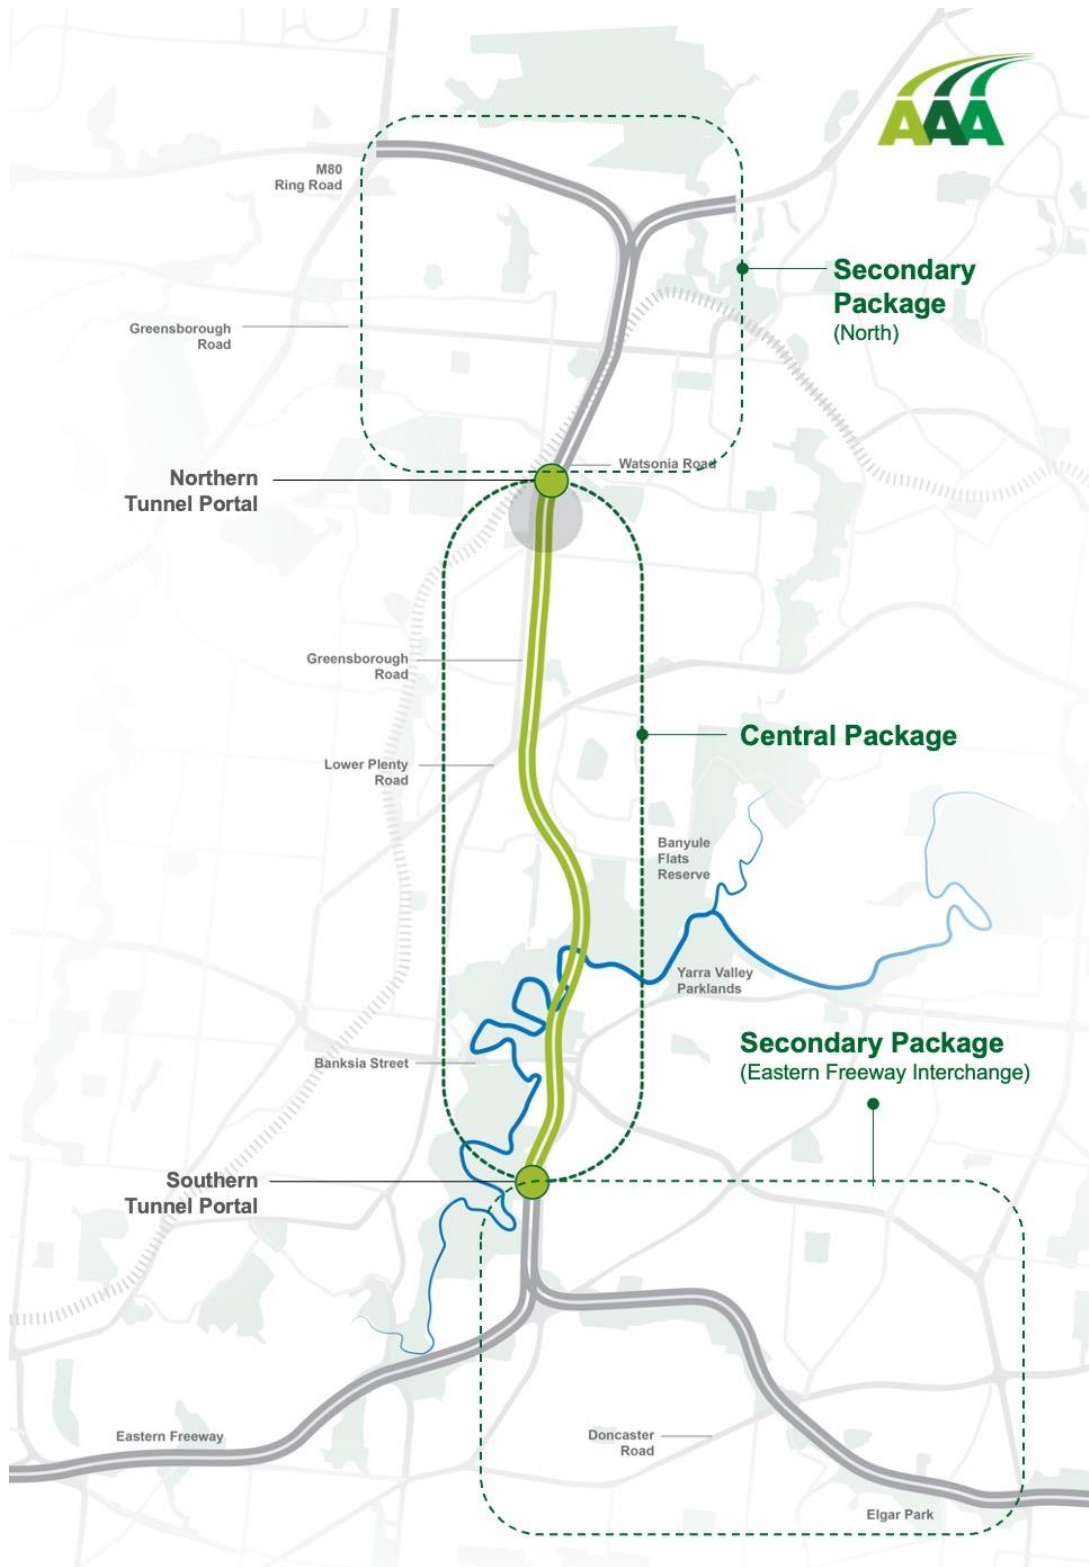 AAA
M80
Ring Road
Secondary
Package
(North)
Greensborough
Road
Watsonia Road
Northern
Tunnel Portal
Greensborough
Road
Central Package
Lower Plenty
Road
Banyule
Flats
Reserve
Yarra Valley
Parklands
Secondary Package
(Eastern Freeway Interchange)
Banksia Street
Southern
Tunnel Portal
Eastern Freeway
Doncaster
Road
Elgar Park